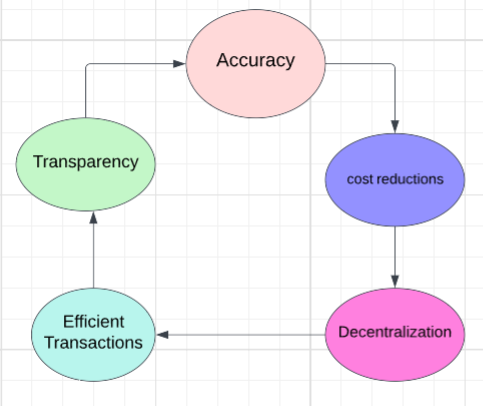 Accuracy
Transparency
cost reductions
Efficient
Transactions
Decentralization